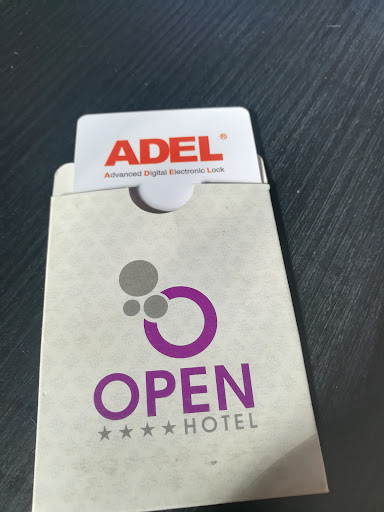 ADEL®
Advanced Digital Electronic Lock
OPEN
★★★★HOTEL